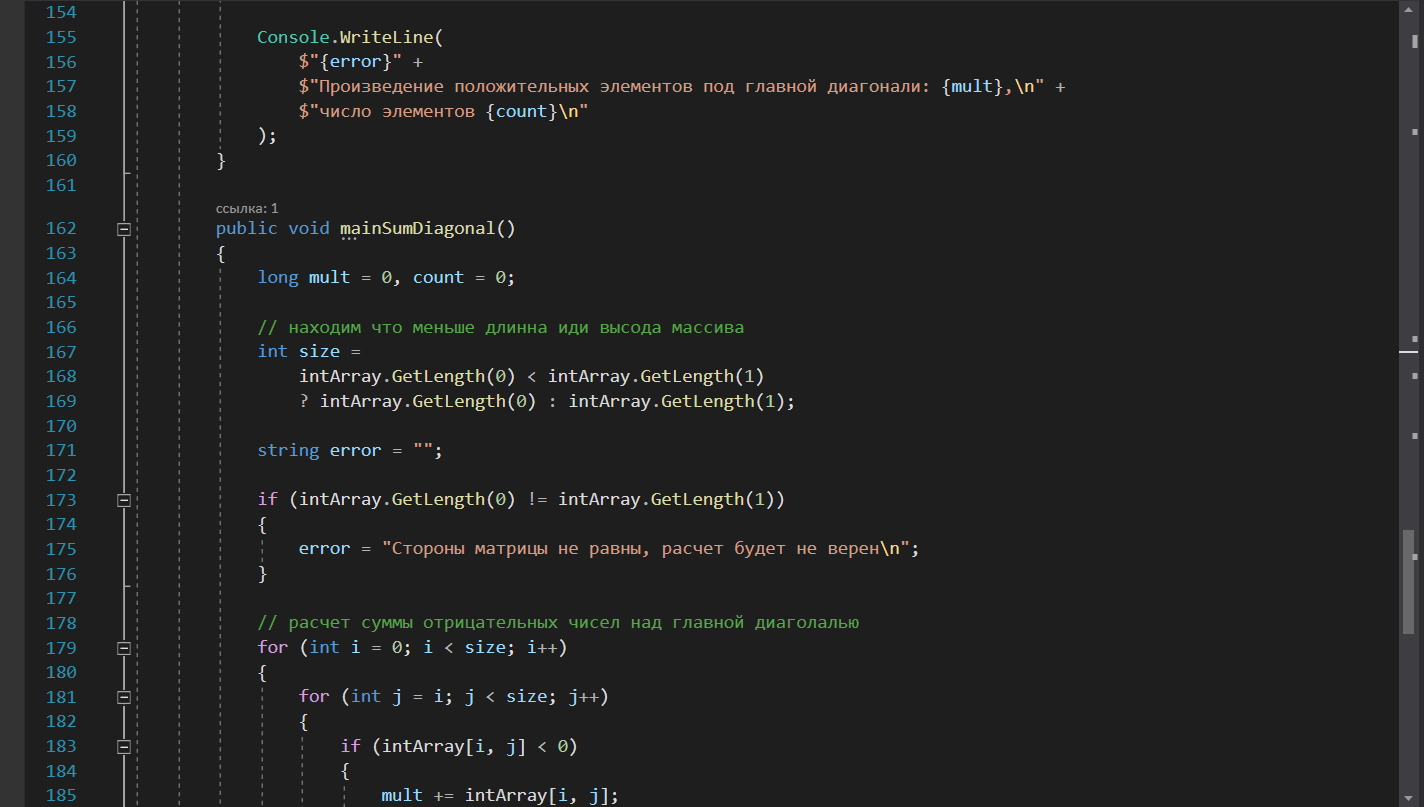 154
155 Console.WriteLine(
156 $"{error}" +
157 $"Произведение положительных элементов под главной диагонали: {mult},\n" +
158 $"число элементов {count}\n"
159 );
160 }
161
ссылка: 1
162 public void mainSumDiagonal()
163 {
164 long mult = 0, count = 0;
165
166 // находим что меньше длинна иди высода массива
167 int size =
168 intArray.GetLength(0) < intArray.GetLength(1)
169 ? intArray.GetLength(0) : intArray.GetLength(1);
170
171 string error = "";
172
173 if (intArray.GetLength(0) != intArray.GetLength(1))
174 {
175 error = "Стороны матрицы не равны, расчет будет не верен\n";
176 }
177
178 // расчет суммы отрицательных чисел над главной диаголалью
179 for (int i = 0; i < size; i++)
180 {
181 for (int j = i; j < size; j++)
182 {
183 if (intArray[i, j] < 0)
184 {
185 mult += intArray[i, j];